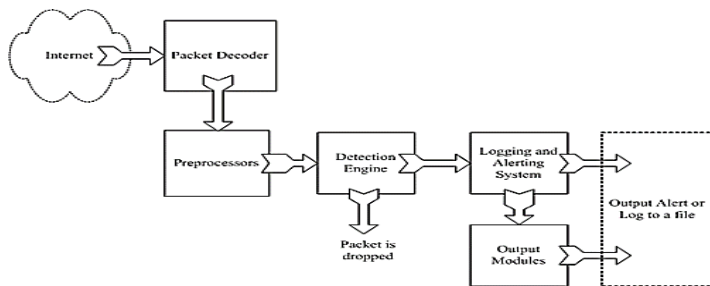 Internet
Packet Decoder
Preprocessors
Detection
Engine
Logging and
Alerting
System
Output Alert or
Log to a file
Packet is
dropped
Output
Modules